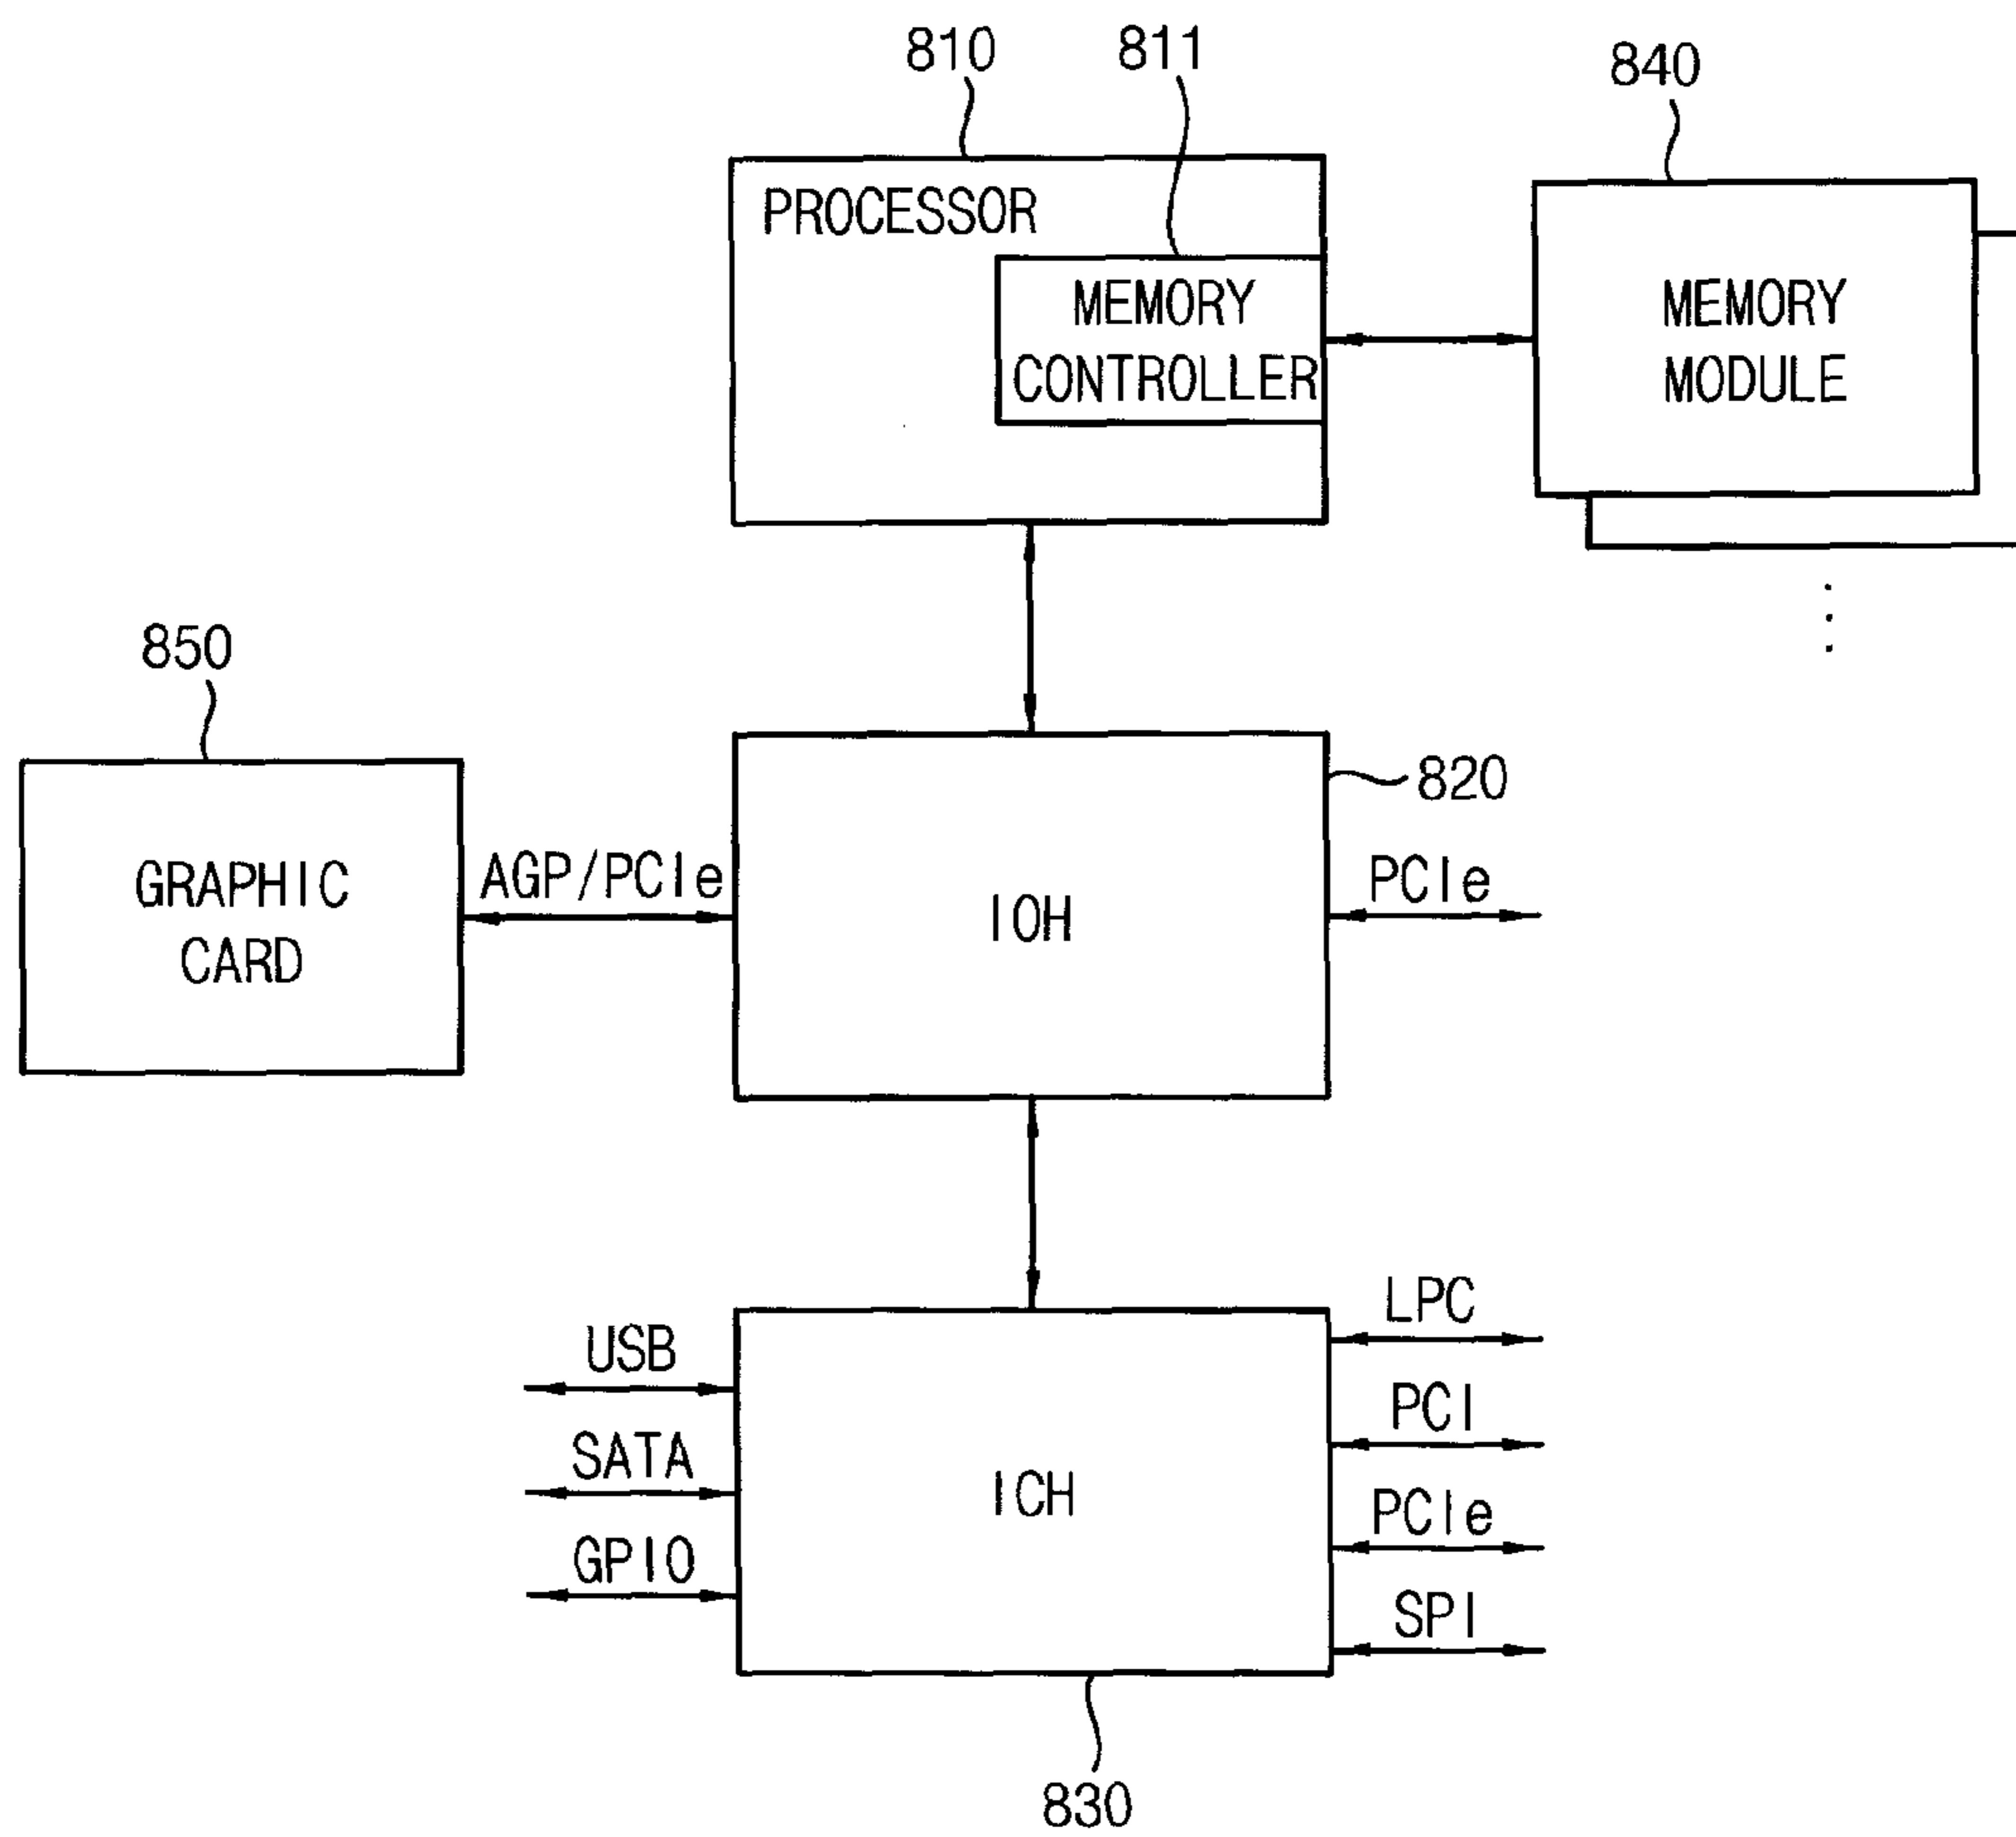 810
811
840
PROCESSOR
MEMORY
CONTROLLER
MEMORY
MODULE
850
820
GRAPHIC
CARD
AGP/PCIe
IOH
PCIe
USB
SATA
GPIO
ICH
LPC
PCI
PCIe
SPI
830